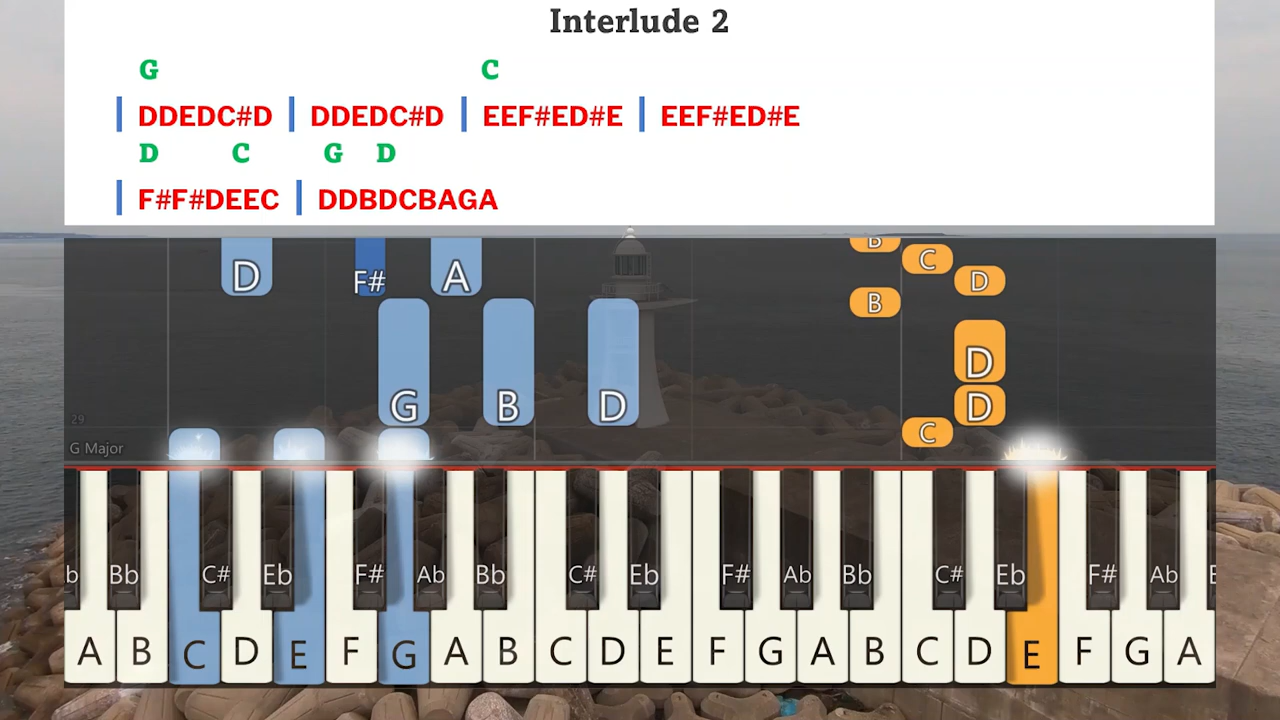 Interlude 2
G C
| DDEDC#D | DDEDC#D | EEF#ED#E | EEF#ED#E
D C G D
| F#F#DEEC | DDBDCBAGA
B
D F# A C
D
B
D
G B D D
29
C
G Major
b Bb C# Eb F# Ab Bb C# Eb F# Ab Bb C# Eb F# Ab
A B C D E F G A B C D E F G A B C D E F G A